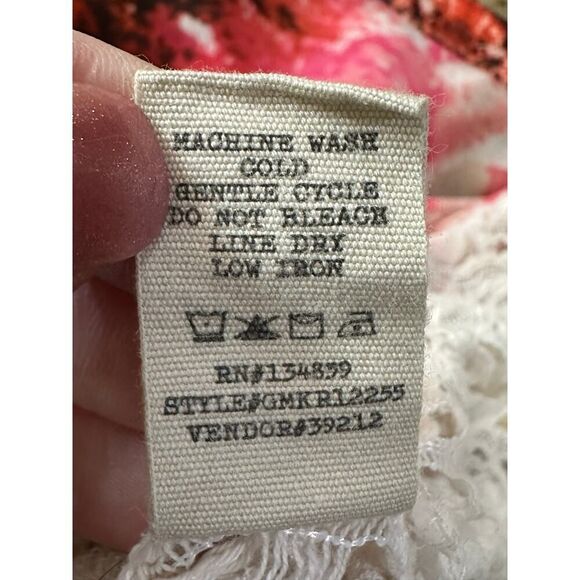 MACHINE WASH
COLD
GENTLE CYCLE
DO NOT BLEACH
LINE DRY
LOW IRON
RN#134839
STYLE#GMKR12255
VENDOR#39212